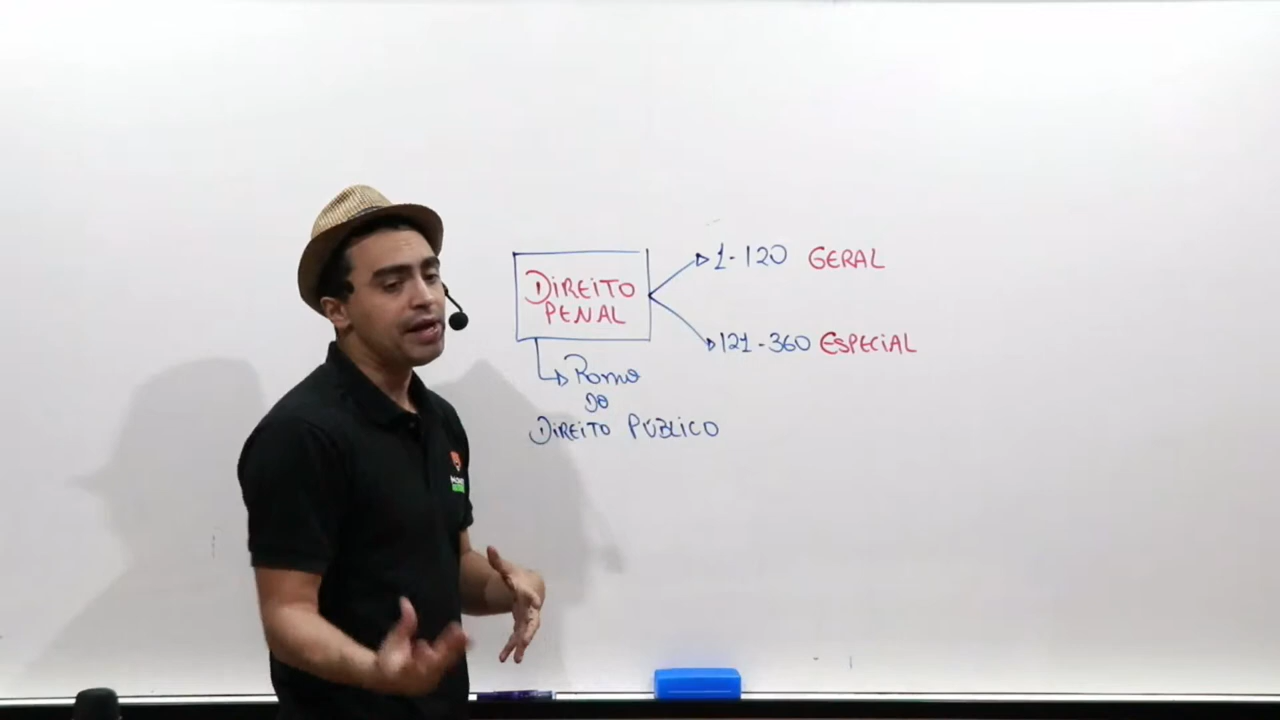 DIREITO
PENAL
1-120 GERAL
121-360 ESPECIAL
Ramo
DO
DIREITO PÚBLICO